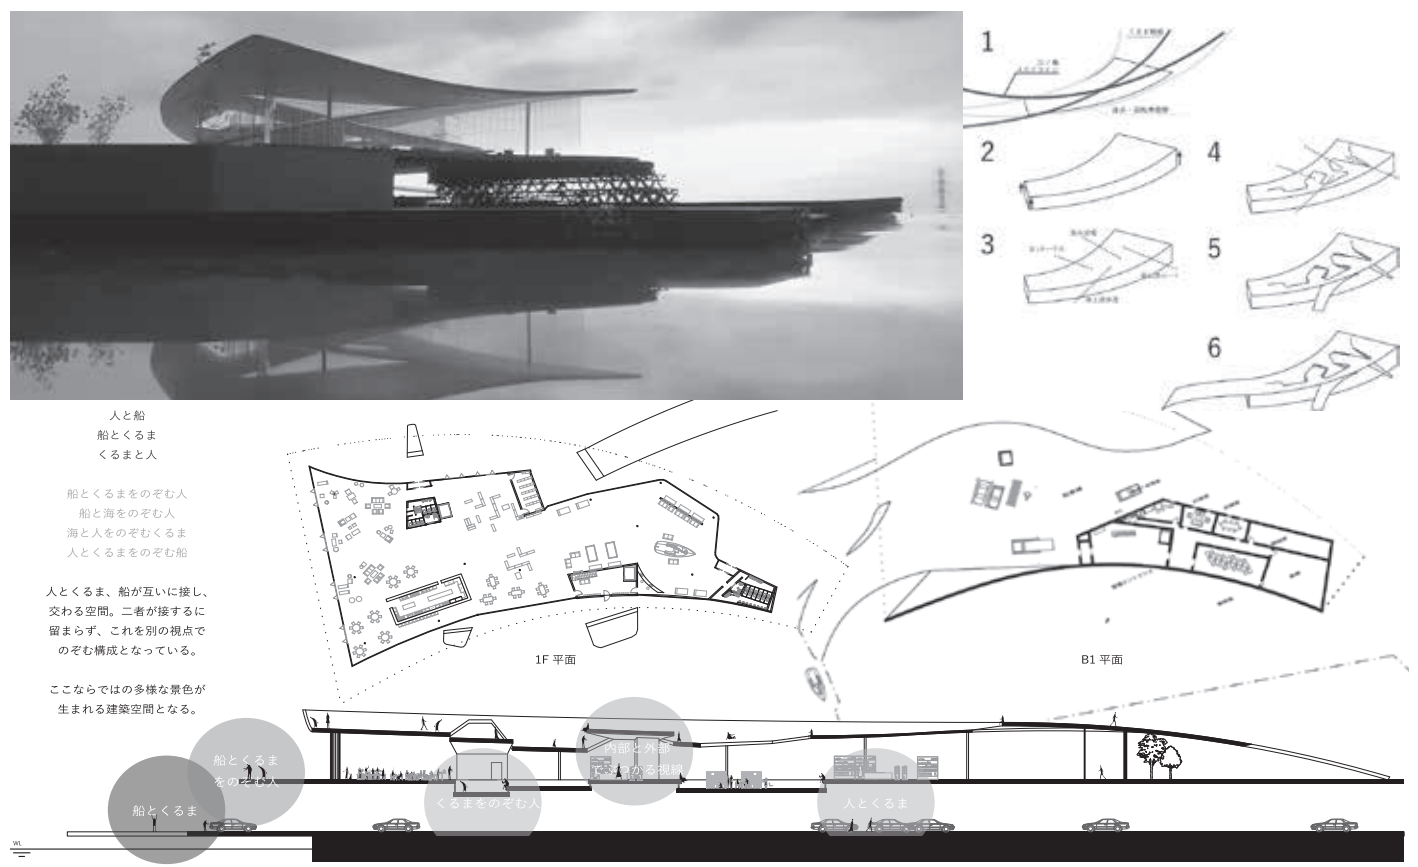 1
2
3
4
5
6
人と船
船とくるま
くるまと人
船とくるまをのぞむ人
船と海をのぞむ人
海と人をのぞむくるま
人とくるまをのぞむ船
人とくるま、船が互いに接し、
交わる空間。二者が接するに
留まらず、これを別の視点で
のぞむ構成となっている。
ここならではの多様な景色が
生まれる建築空間となる。
1F 平面
B1 平面
船とくるま
をのぞむ人
船とくるま
くるまをのぞむ人
内部と外部
でぶつかる視線
人とくるま
WL